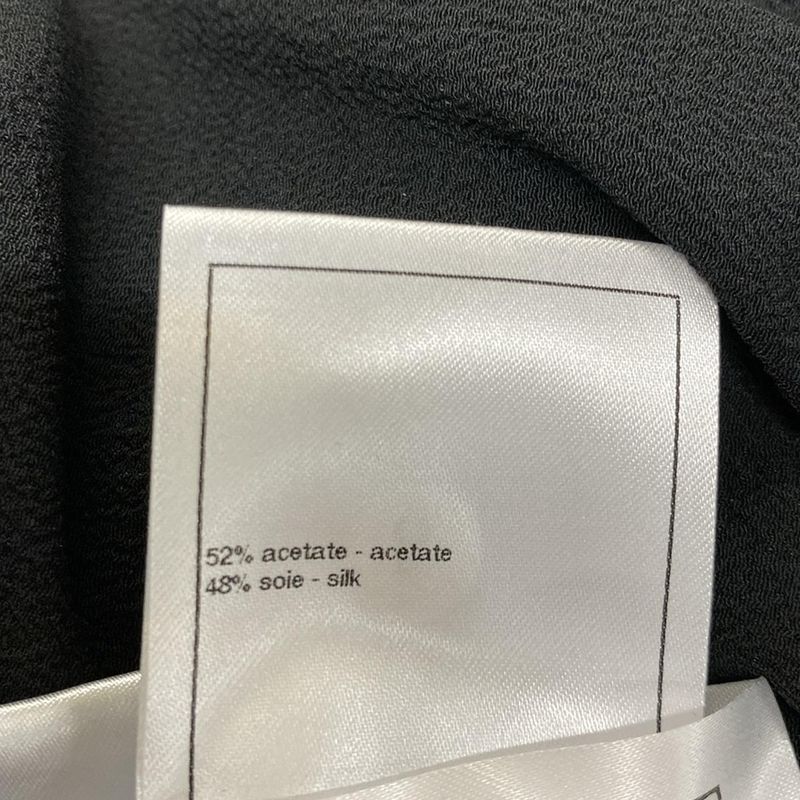 52% acetate - acetate
48% soie - silk